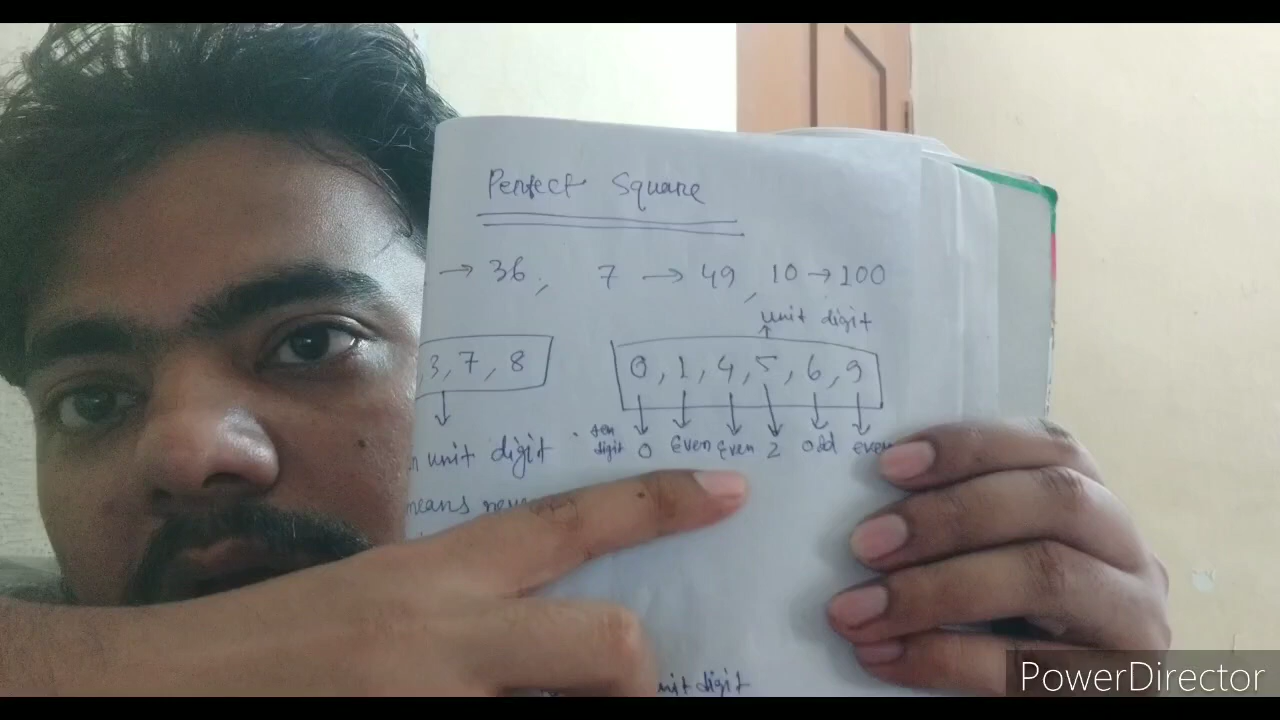 Perfect Square
→ 36, 7 → 49, 10 → 100
unit digit
3, 7, 8
0, 1, 4, 5, 6, 9
ten digit 0 Even Even 2 odd even
unit digit
means
unit digit
PowerDirector